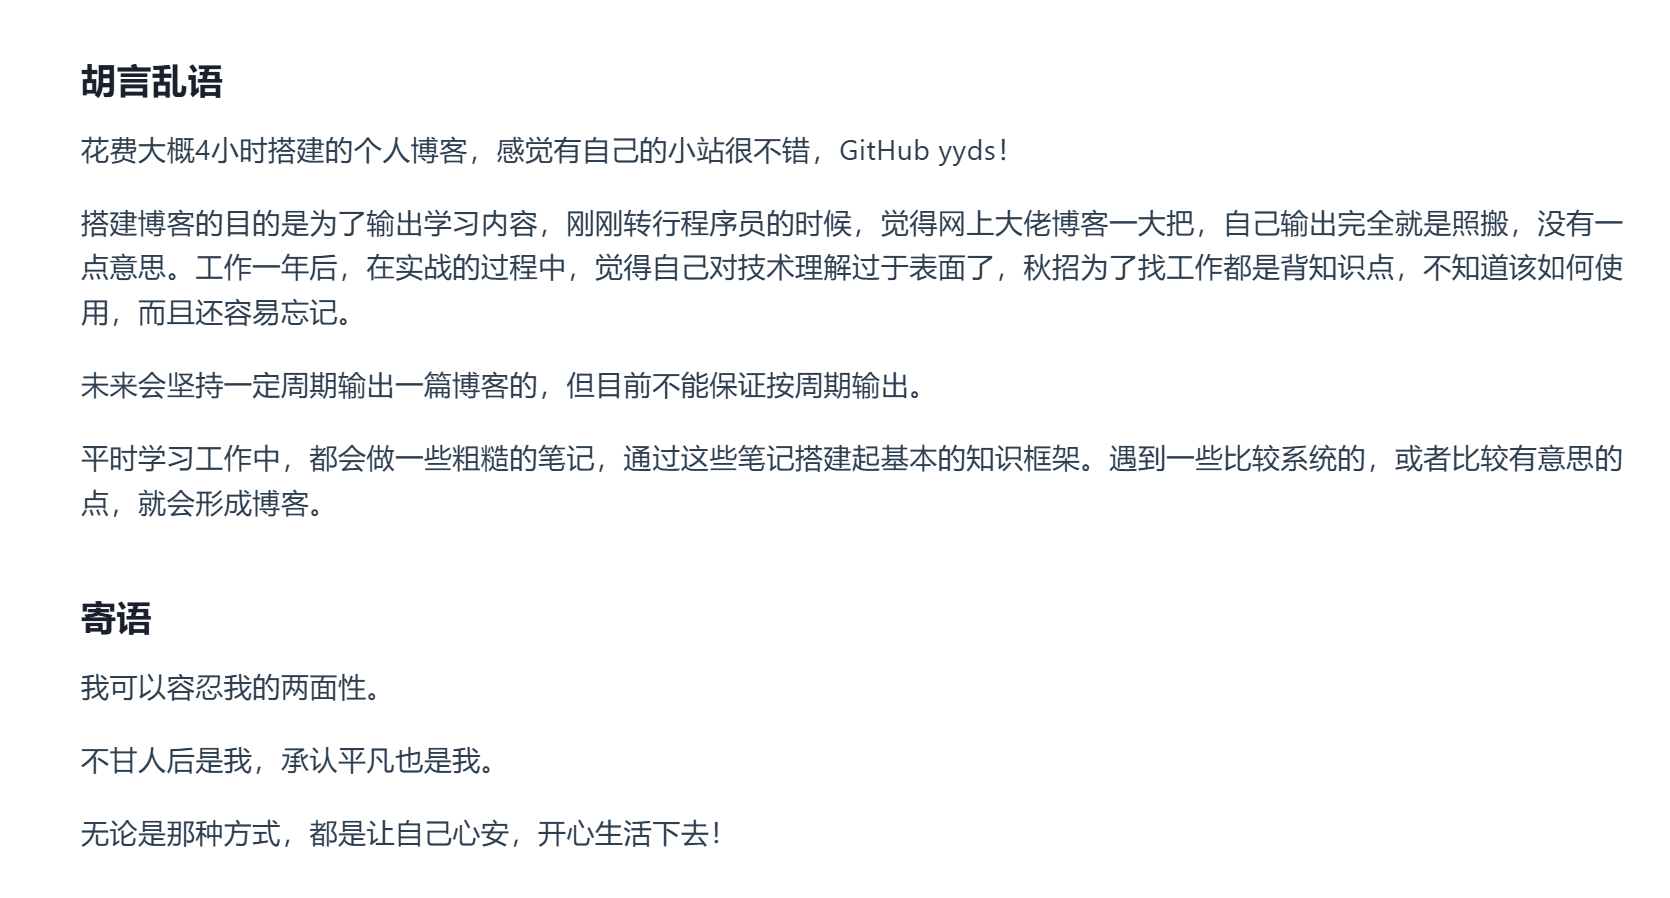 胡言乱语
花费大概4小时搭建的个人博客，感觉有自己的小站很不错，GitHub yyds！
搭建博客的目的是为了输出学习内容，刚刚转行程序员的时候，觉得网上大佬博客一大把，自己输出完全就是照搬，没有一
点意思。工作一年后，在实战的过程中，觉得自己对技术理解过于表面了，秋招为了找工作都是背知识点，不知道该如何使
用，而且还容易忘记。
未来会坚持一定周期输出一篇博客的，但目前不能保证按周期输出。
平时学习工作中，都会做一些粗糙的笔记，通过这些笔记搭建起基本的知识框架。遇到一些比较系统的，或者比较有意思的
点，就会形成博客。
寄语
我可以容忍我的两面性。
不甘人后是我，承认平凡也是我。
无论是那种方式，都是让自己心安，开心生活下去！